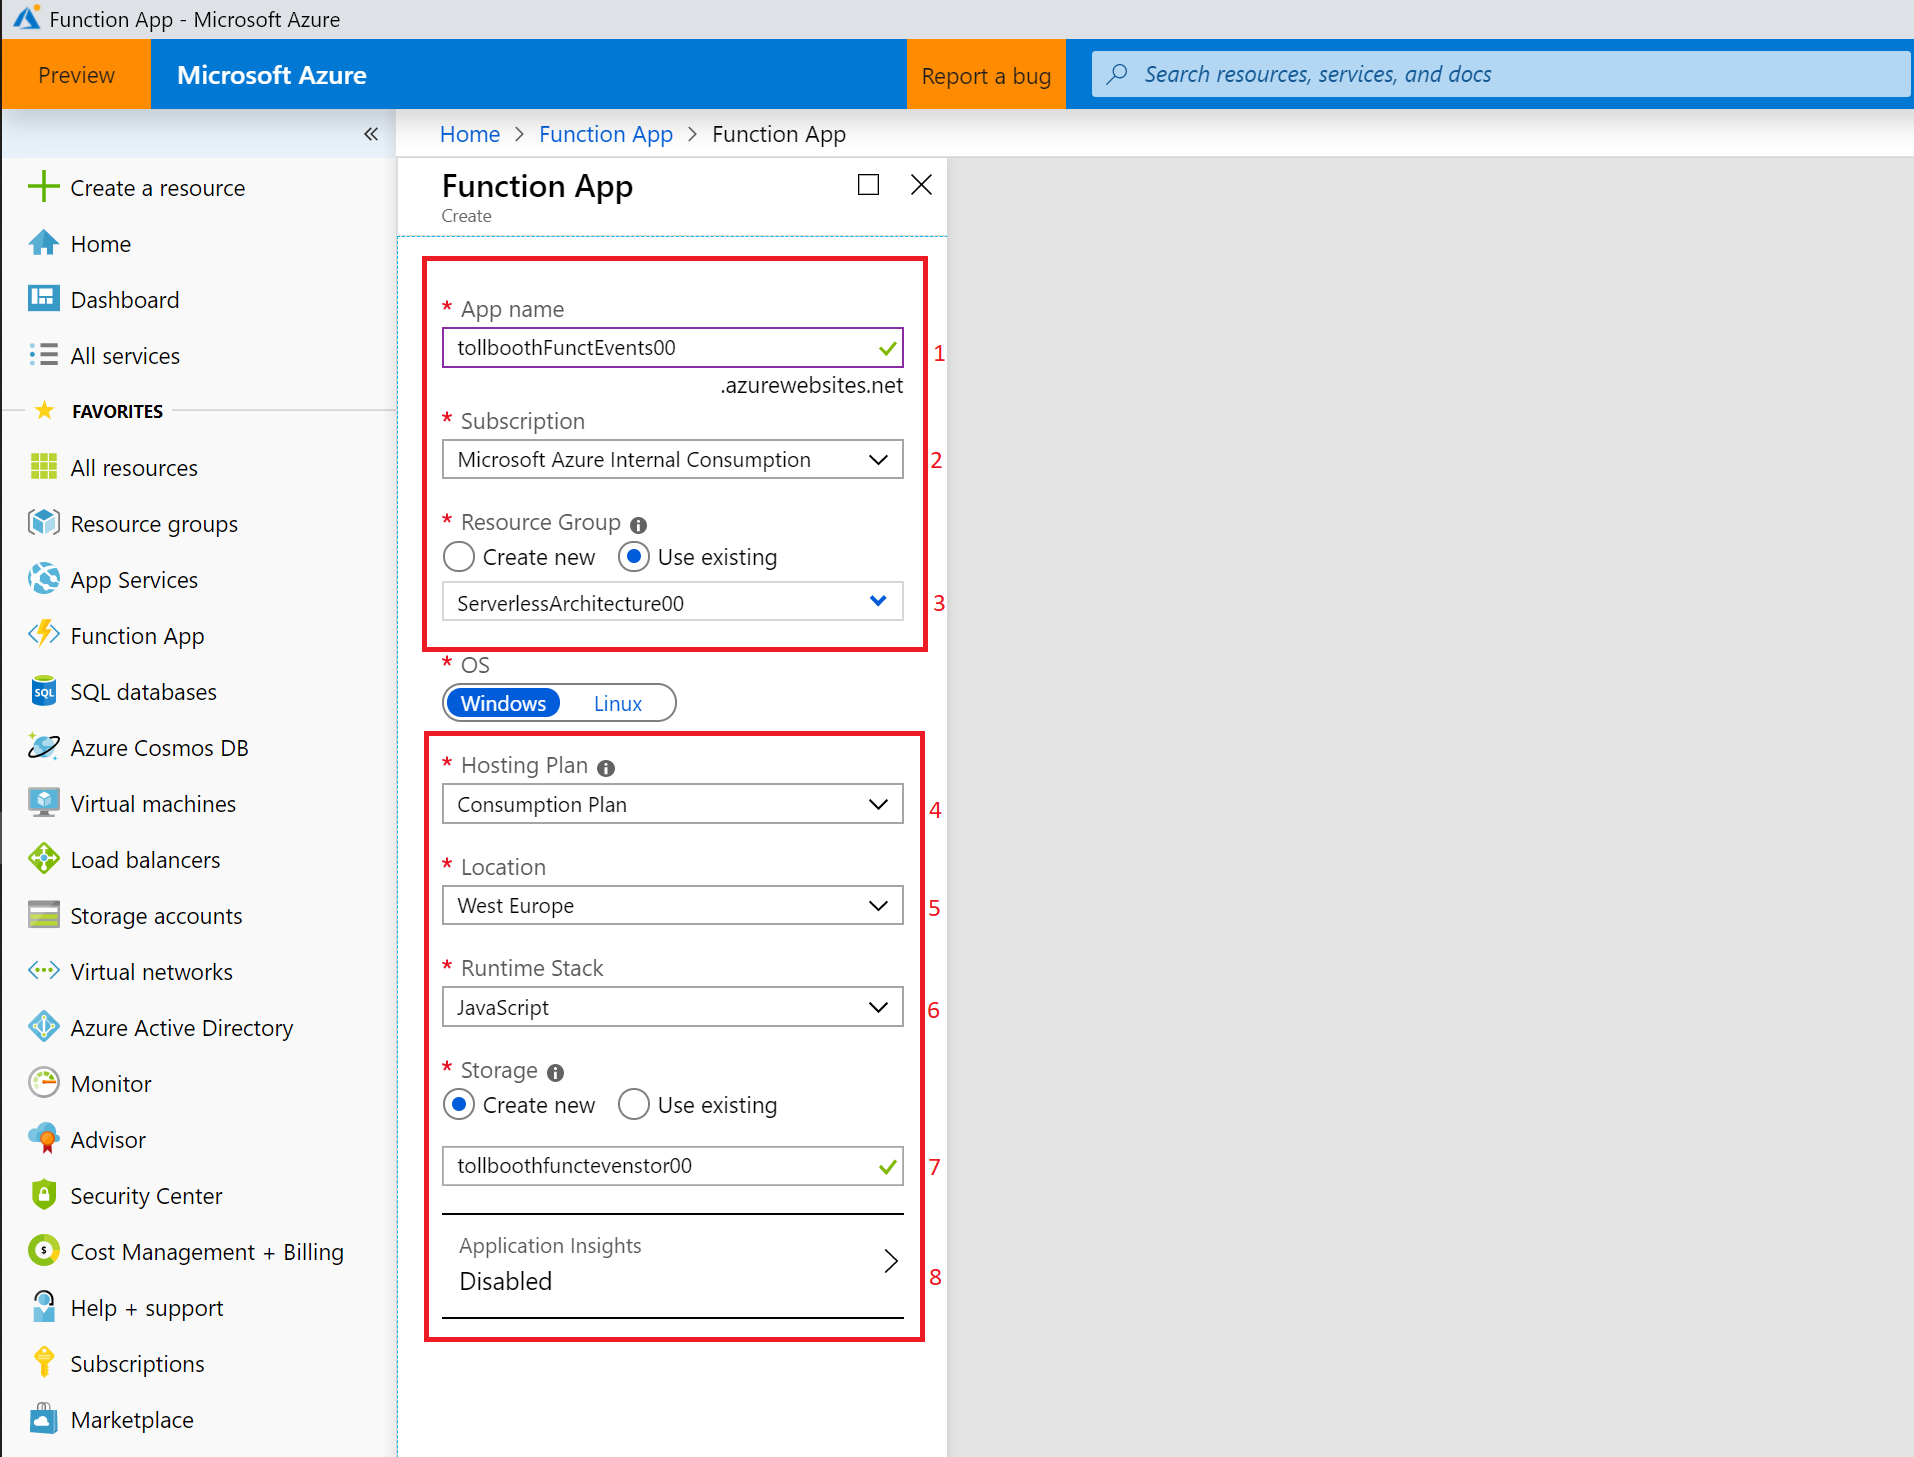 Function App - Microsoft Azure
Preview
Microsoft Azure
Report a bug
Search resources, services, and docs
«
Home > Function App > Function App
Create a resource
Home
Dashboard
All services
FAVORITES
All resources
Resource groups
App Services
Function App
SQL databases
Azure Cosmos DB
Virtual machines
Load balancers
Storage accounts
Virtual networks
Azure Active Directory
Monitor
Advisor
Security Center
Cost Management + Billing
Help + support
Subscriptions
Marketplace
Function App
Create
* App name
tollboothFunctEvents00
1
.azurewebsites.net
* Subscription
Microsoft Azure Internal Consumption
2
* Resource Group
Create new Use existing
ServerlessArchitecture00
3
* OS
Windows Linux
* Hosting Plan
Consumption Plan
4
* Location
West Europe
5
* Runtime Stack
JavaScript
6
* Storage
Create new Use existing
tollboothfunctevenstor00
7
Application Insights
Disabled
8